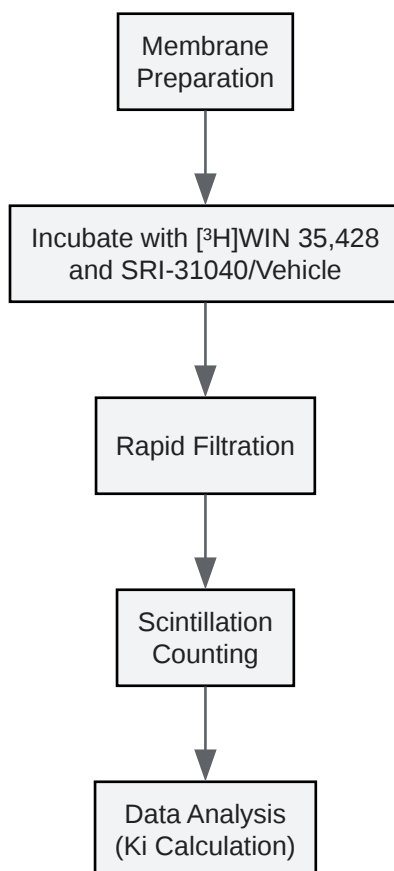 Membrane
Preparation
Incubate with [³H]WIN 35,428
and SRI-31040/Vehicle
Rapid Filtration
Scintillation
Counting
Data Analysis
(Ki Calculation)